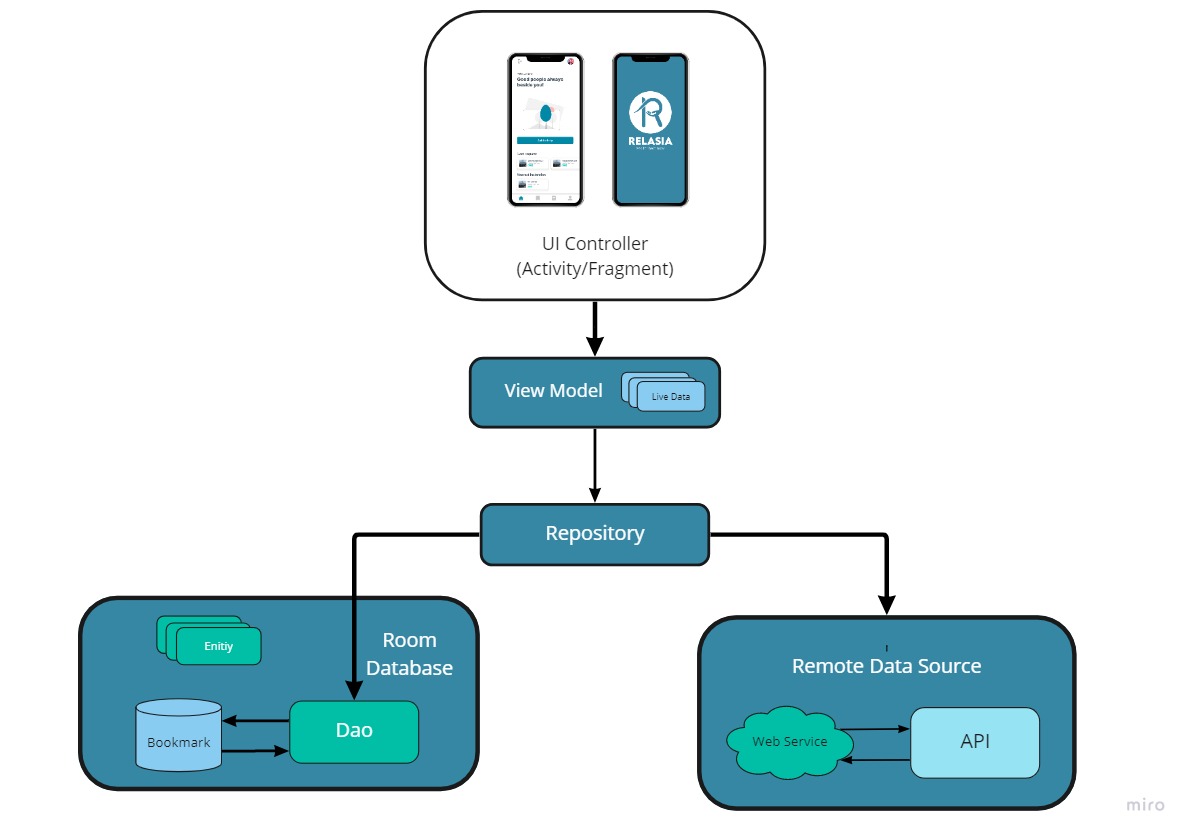 Good people always
beside you!
RELASIA
UI Controller
(Activity/Fragment)
View Model
Live Data
Repository
Enitiy
Room
Database
Bookmark
Dao
Remote Data Source
Web Service
API
miro